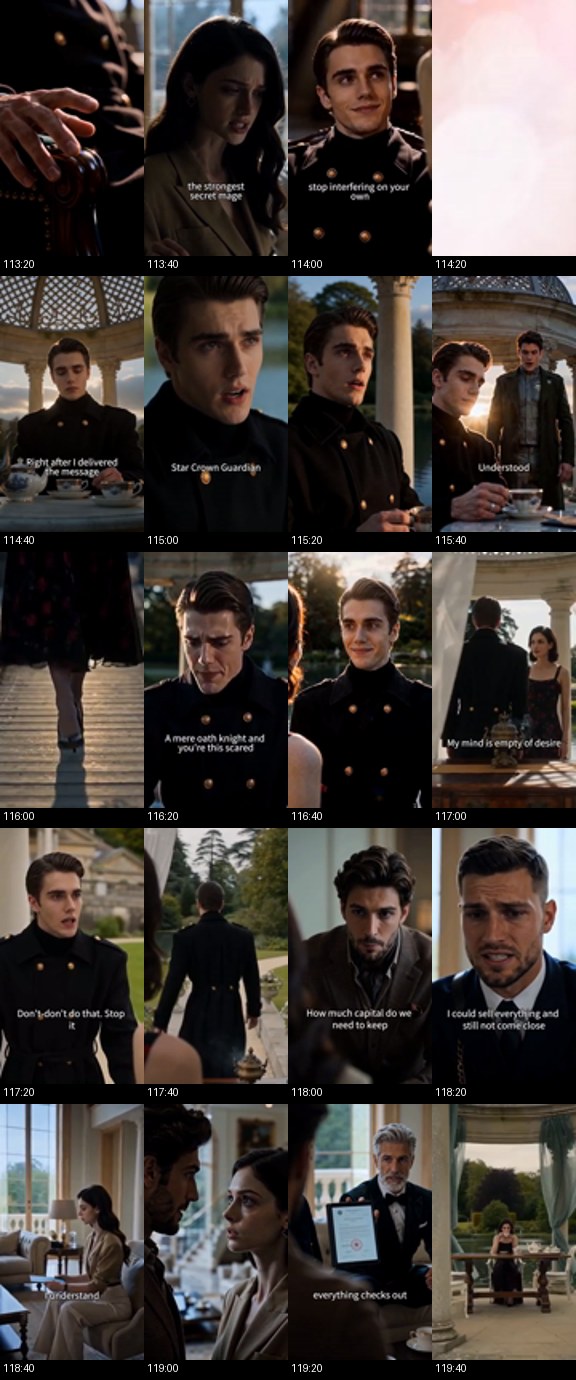 the strongest
secret mage
stop interfering on your
own
113:20
113:40
114:00
114:20
Right after I delivered
the message
Star Crown Guardian
Understood
114:40
115:00
115:20
115:40
A mere oath knight and
you're this scared
My mind is empty of desire
116:00
116:20
116:40
117:00
Don't-don't do that. Stop
it
How much capital do we
need to keep
I could sell everything and
still not come close
117:20
117:40
118:00
118:20
I understand
everything checks out
118:40
119:00
119:20
119:40